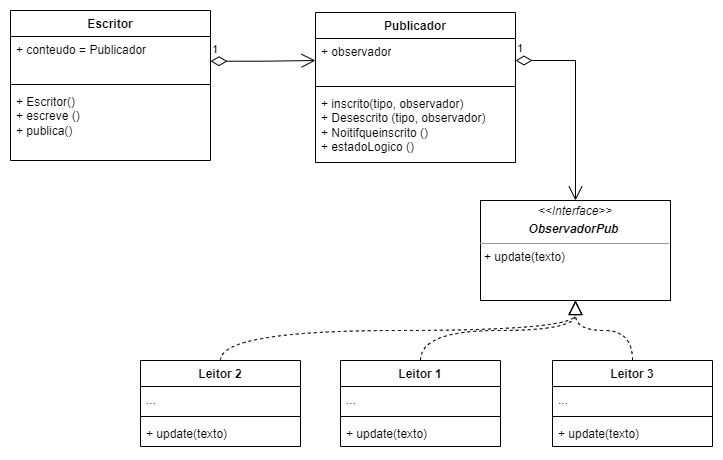 Escritor
+ conteudo = Publicador
+ Escritor()
+ escreve ()
+ publica()
1
Publicador
+ observador
+ inscrito(tipo, observador)
+ Desescrito (tipo, observador)
+ Noitifqueinscrito ()
+ estadoLogico ()
1
<<Interface>>
ObservadorPub
+ update(texto)
Leitor 2
...
+ update(texto)
Leitor 1
...
+ update(texto)
Leitor 3
...
+ update(texto)